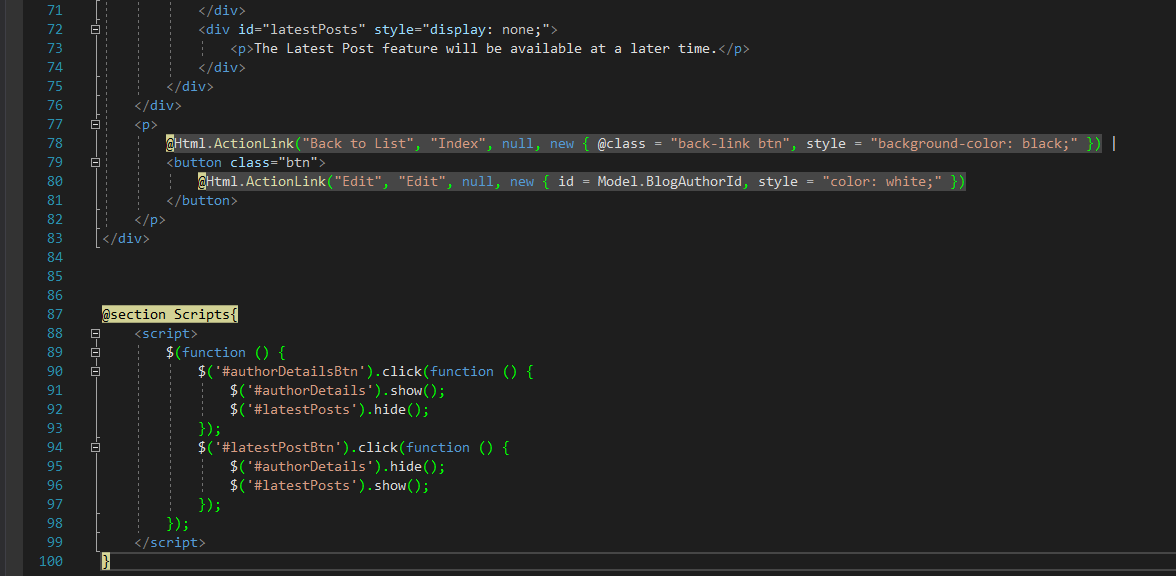 71 </div>
72 <div id="latestPosts" style="display: none;">
73 <p>The Latest Post feature will be available at a later time.</p>
74 </div>
75 </div>
76 </div>
77 <p>
78 @Html.ActionLink("Back to List", "Index", null, new { @class = "back-link btn", style = "background-color: black;" })
79 <button class="btn">
80 @Html.ActionLink("Edit", "Edit", null, new { id = Model.BlogAuthorId, style = "color: white;" })
81 </button>
82 </p>
83 </div>
84
85
86
87 @section Scripts{
88 <script>
89 $(function () {
90 $('#authorDetailsBtn').click(function () {
91 $('#authorDetails').show();
92 $('#latestPosts').hide();
93 });
94 $('#latestPostBtn').click(function () {
95 $('#authorDetails').hide();
96 $('#latestPosts').show();
97 });
98 });
99 </script>
100 }